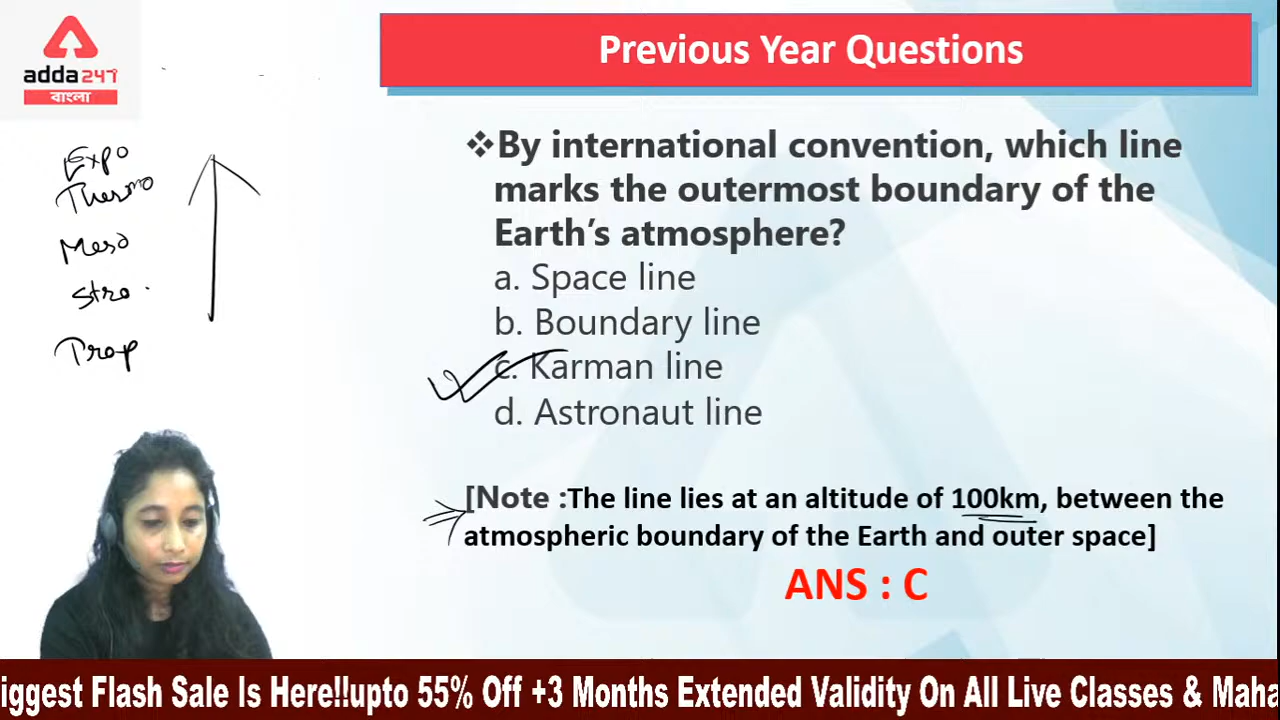 adda247
বাংলা
Previous Year Questions
Expo
Thermo
Meso
Stro
Trop
❖By international convention, which line
marks the outermost boundary of the
Earth’s atmosphere?
a. Space line
b. Boundary line
c. Karman line
d. Astronaut line
[Note :The line lies at an altitude of 100km, between the
atmospheric boundary of the Earth and outer space]
ANS : C
iggest Flash Sale Is Here!!upto 55% Off +3 Months Extended Validity On All Live Classes & Maha